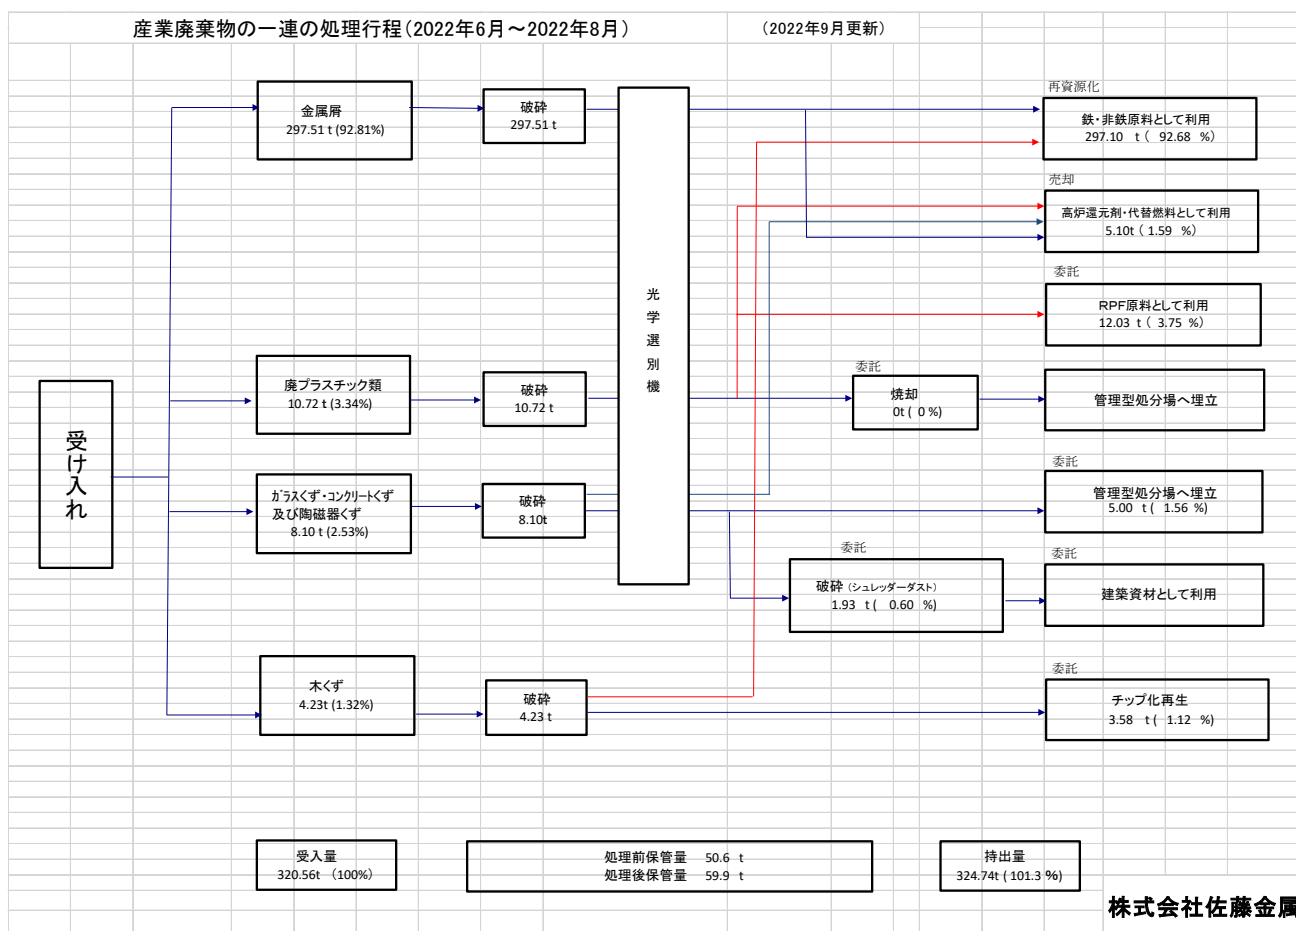 産業廃棄物の一連の処理行程(2022年6月～2022年8月)
(2022年9月更新)
受け入れ
金属屑
297.51 t (92.81%)
破砕
297.51 t
廃プラスチック類
10.72 t (3.34%)
破砕
10.72 t
ガラスくず・コンクリートくず
及び陶磁器くず
8.10 t (2.53%)
破砕
8.10t
木くず
4.23t (1.32%)
破砕
4.23 t
光学選別機
再資源化
鉄・非鉄原料として利用
297.10 t ( 92.68 %)
売却
高炉還元剤・代替燃料として利用
5.10t ( 1.59 %)
委託
RPF原料として利用
12.03 t ( 3.75 %)
委託
焼却
0t ( 0 %)
管理型処分場へ埋立
委託
管理型処分場へ埋立
5.00 t ( 1.56 %)
委託
破砕 (シュレッダーダスト)
1.93 t ( 0.60 %)
委託
建築資材として利用
委託
チップ化再生
3.58 t ( 1.12 %)
受入量
320.56t (100%)
処理前保管量 50.6 t
処理後保管量 59.9 t
持出量
324.74t ( 101.3 %)
株式会社佐藤金属